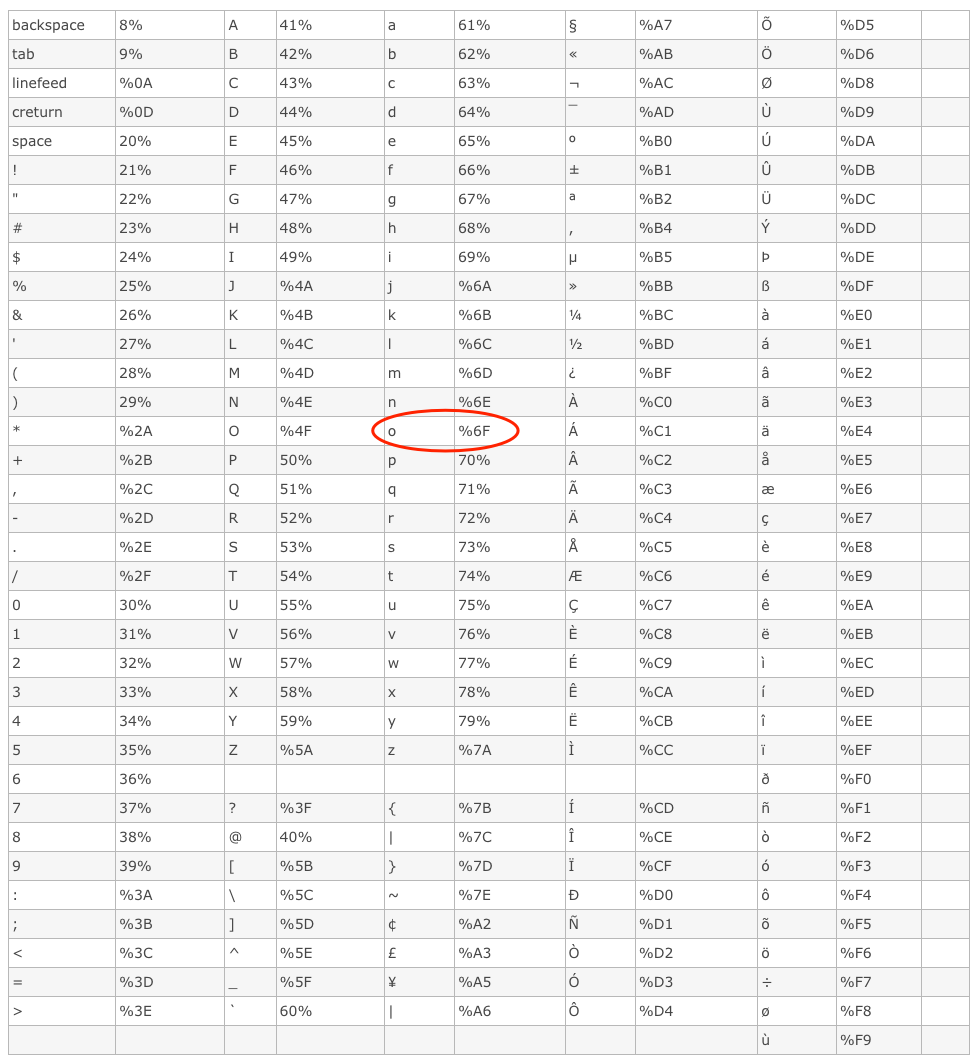 backspace 8% A 41% a 61% § %A7 Õ %D5
tab 9% B 42% b 62% « %AB Ö %D6
linefeed %0A C 43% c 63% ¬ %AC Ø %D8
creturn %0D D 44% d 64% ¯ %AD Ù %D9
space 20% E 45% e 65% º %B0 Ú %DA
! 21% F 46% f 66% ± %B1 Û %DB
" 22% G 47% g 67% ª %B2 Ü %DC
# 23% H 48% h 68% , %B4 Ý %DD
$ 24% I 49% i 69% µ %B5 Þ %DE
% 25% J %4A j %6A » %BB ß %DF
& 26% K %4B k %6B ¼ %BC à %E0
' 27% L %4C l %6C ½ %BD á %E1
( 28% M %4D m %6D ¿ %BF â %E2
) 29% N %4E n %6E À %C0 ã %E3
* %2A O %4F o %6F Á %C1 ä %E4
+ %2B P 50% p 70% Â %C2 å %E5
, %2C Q 51% q 71% Ã %C3 æ %E6
- %2D R 52% r 72% Ä %C4 ç %E7
. %2E S 53% s 73% Å %C5 è %E8
/ %2F T 54% t 74% Æ %C6 é %E9
0 30% U 55% u 75% Ç %C7 ê %EA
1 31% V 56% v 76% È %C8 ë %EB
2 32% W 57% w 77% É %C9 ì %EC
3 33% X 58% x 78% Ê %CA í %ED
4 34% Y 59% y 79% Ë %CB î %EE
5 35% Z %5A z %7A Ì %CC ï %EF
6 36% ð %F0
7 37% ? %3F { %7B Í %CD ñ %F1
8 38% @ 40% | %7C Î %CE ò %F2
9 39% [ %5B } %7D Ï %CF ó %F3
: %3A \ %5C ~ %7E Ð %D0 ô %F4
; %3B ] %5D ¢ %A2 Ñ %D1 õ %F5
< %3C ^ %5E £ %A3 Ò %D2 ö %F6
= %3D _ %5F ¥ %A5 Ó %D3 ÷ %F7
> %3E ` 60% | %A6 Ô %D4 ø %F8
ù %F9